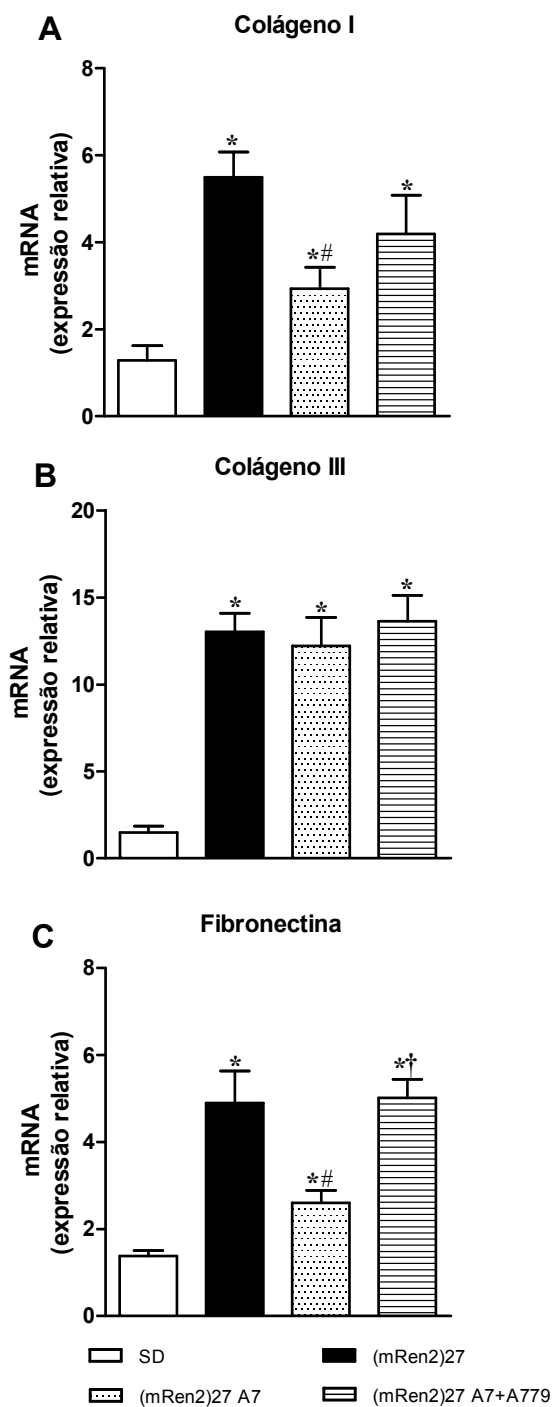 A
Colágeno I
mRNA
(expressão relativa)
8
6
4
2
0
*
*#
*
B
Colágeno III
mRNA
(expressão relativa)
20
15
10
5
0
*
*
*
C
Fibronectina
mRNA
(expressão relativa)
8
6
4
2
0
*
*#
*†
SD
(mRen2)27
(mRen2)27 A7
(mRen2)27 A7+A779